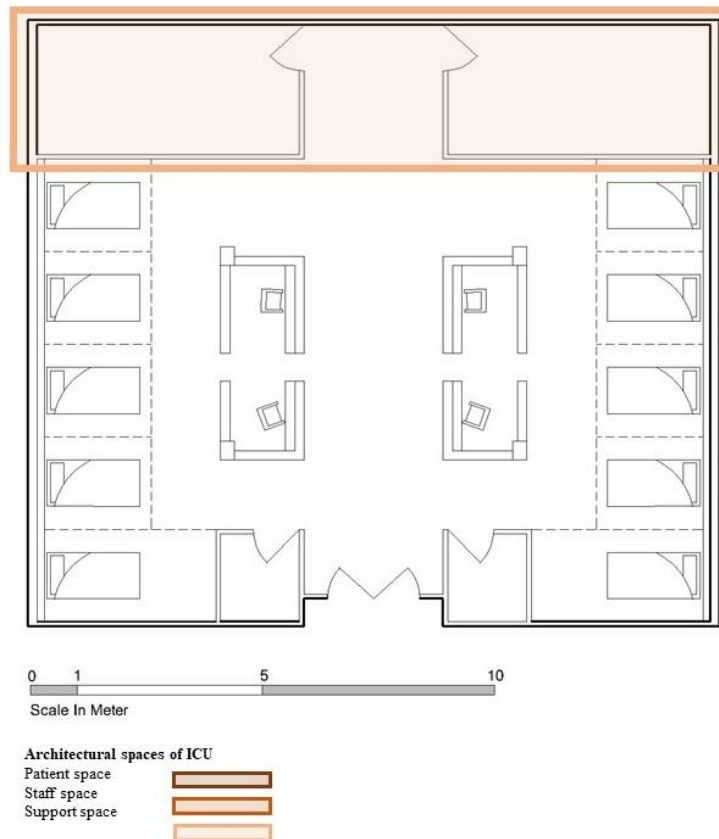 0 1 5 10
Scale In Meter
Architectural spaces of ICU
Patient space
Staff space
Support space